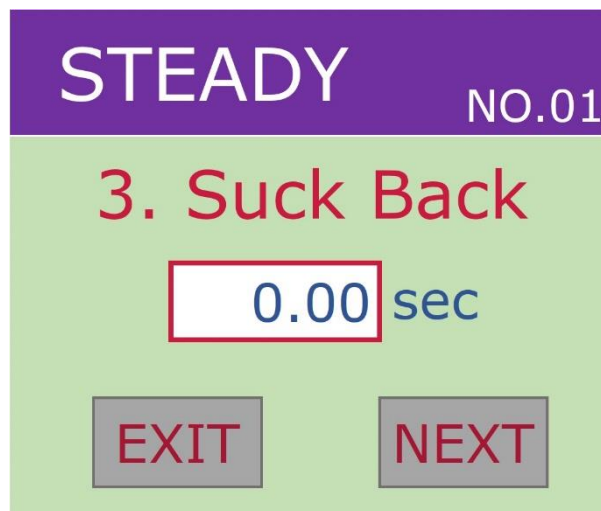 STEADY
NO.01
3. Suck Back
0.00 sec
EXIT
NEXT